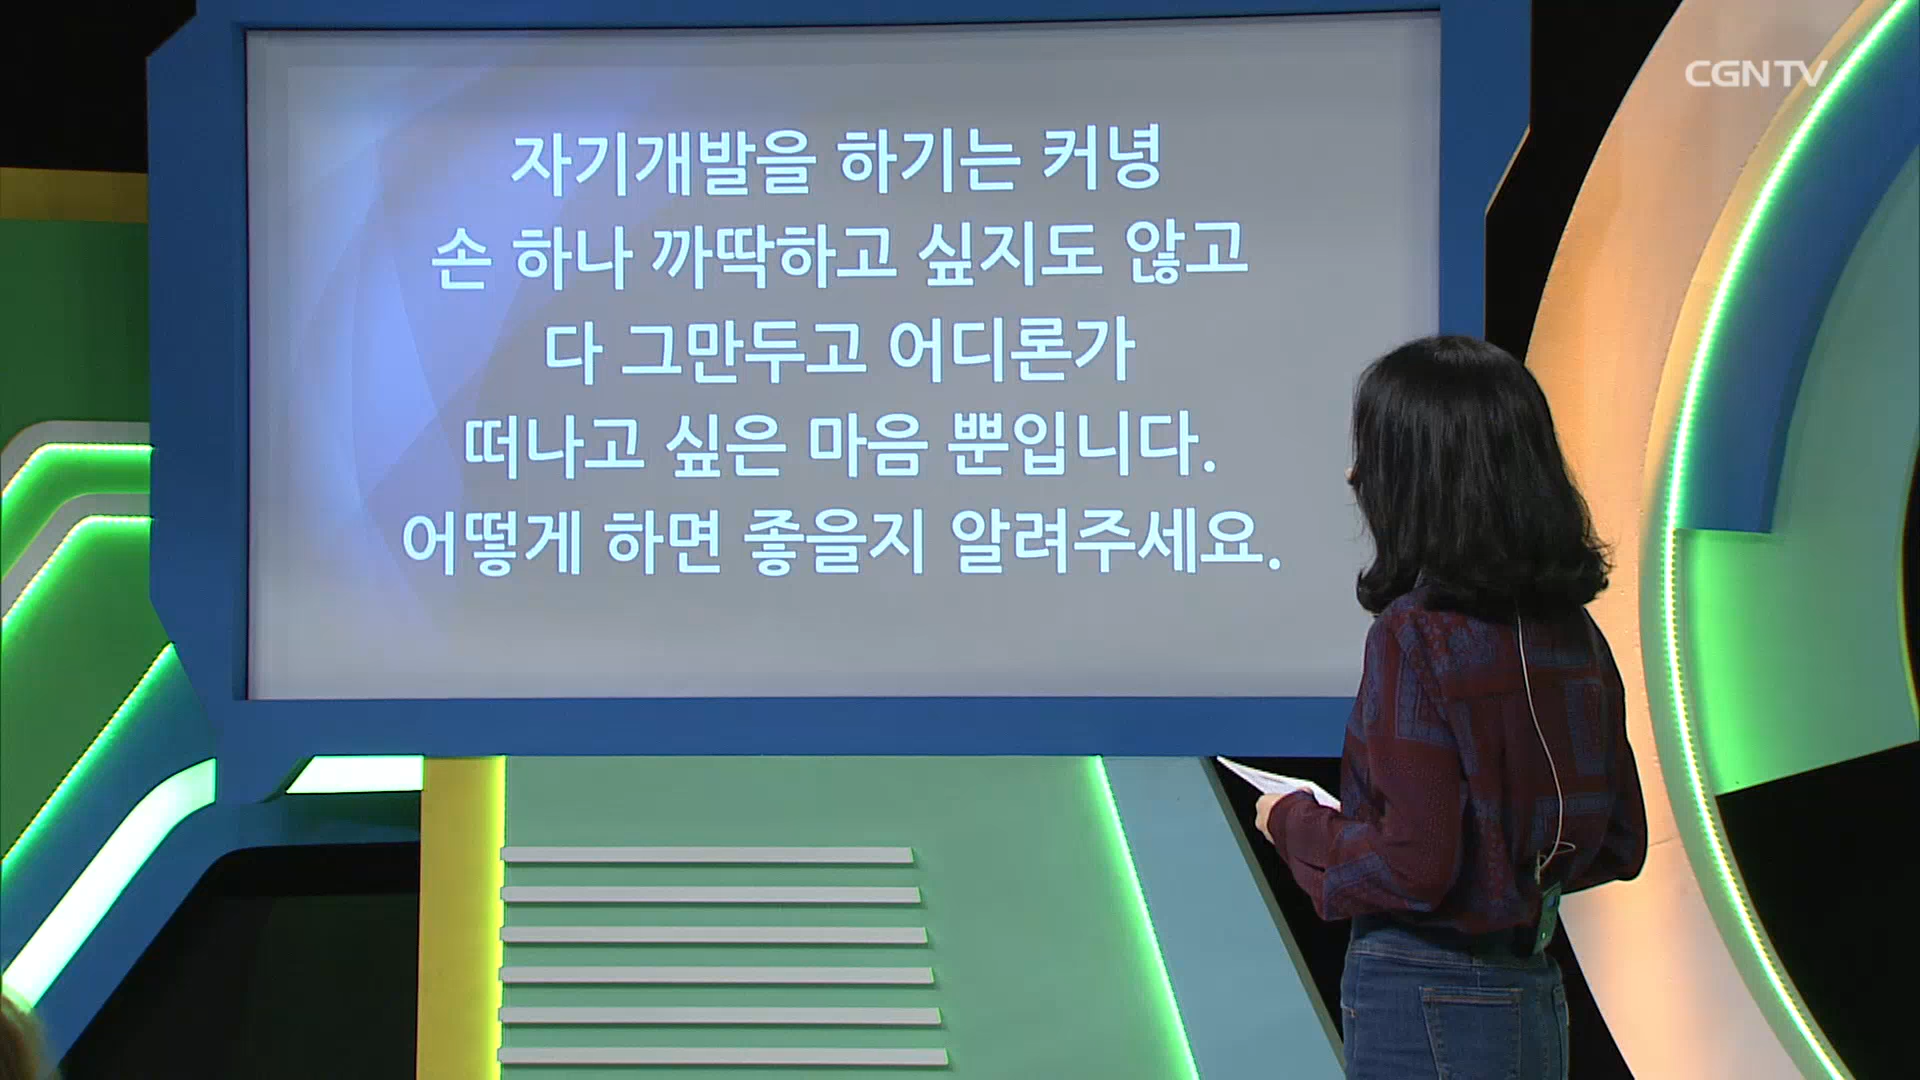 CGNTV
자기개발을 하기는 커녕
손 하나 까딱하고 싶지도 않고
다 그만두고 어디론가
떠나고 싶은 마음 뿐입니다.
어떻게 하면 좋을지 알려주세요.